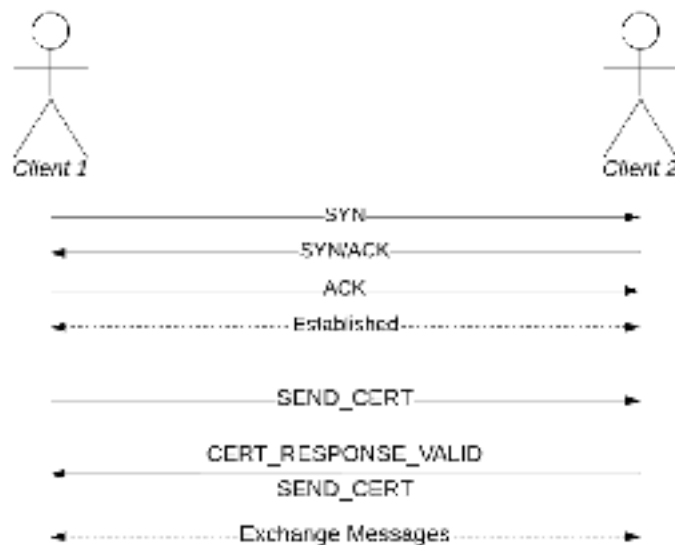 Client 1
Client 2
SYN
SYN/ACK
ACK
Established
SEND_CERT
CERT_RESPONSE_VALID
SEND_CERT
Exchange Messages